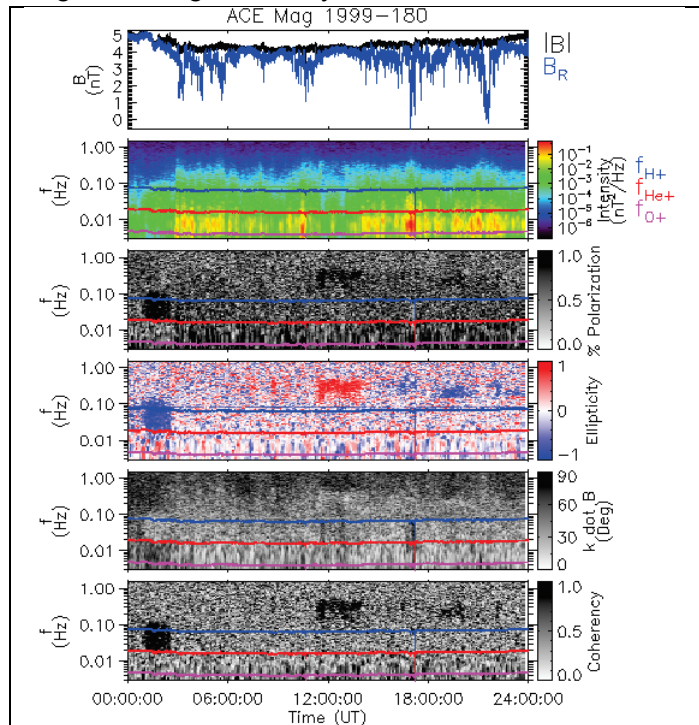 ACE Mag 1999-180
5
4
3
2
1
0
B
(nT)
|B|
B_R
1.00
0.10
0.01
f
(Hz)
10^-1
10^-2
10^-3
10^-4
10^-5
10^-6
Intensity
(nT^2/Hz)
f_H+
f_He+
f_O+
1.00
0.10
0.01
f
(Hz)
1.0
0.5
0.0
% Polarization
1.00
0.10
0.01
f
(Hz)
1
0
-1
Ellipticity
1.00
0.10
0.01
f
(Hz)
90
60
30
0
k dot B
(Deg)
1.00
0.10
0.01
f
(Hz)
1.0
0.5
0.0
Coherency
00:00:00 06:00:00 12:00:00 18:00:00 24:00:00
Time (UT)